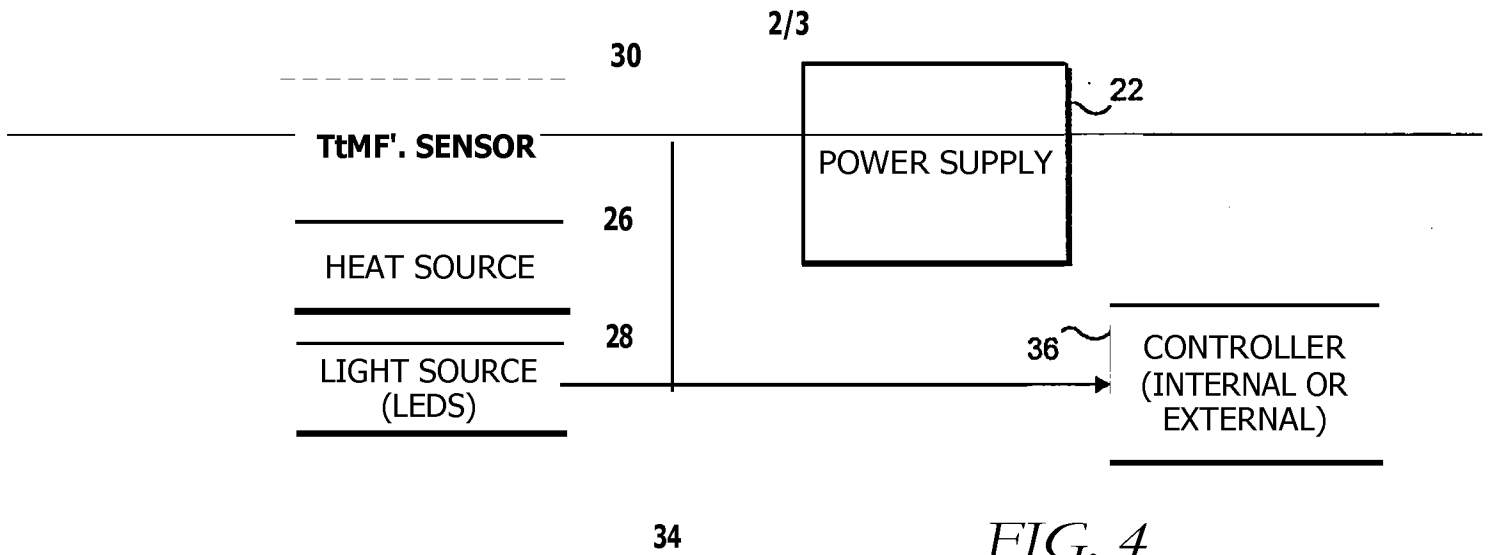 2/3
30
22
TtMF'. SENSOR
POWER SUPPLY
26
HEAT SOURCE
28
36
LIGHT SOURCE
(LEDS)
CONTROLLER
(INTERNAL OR
EXTERNAL)
34
FIG. 4